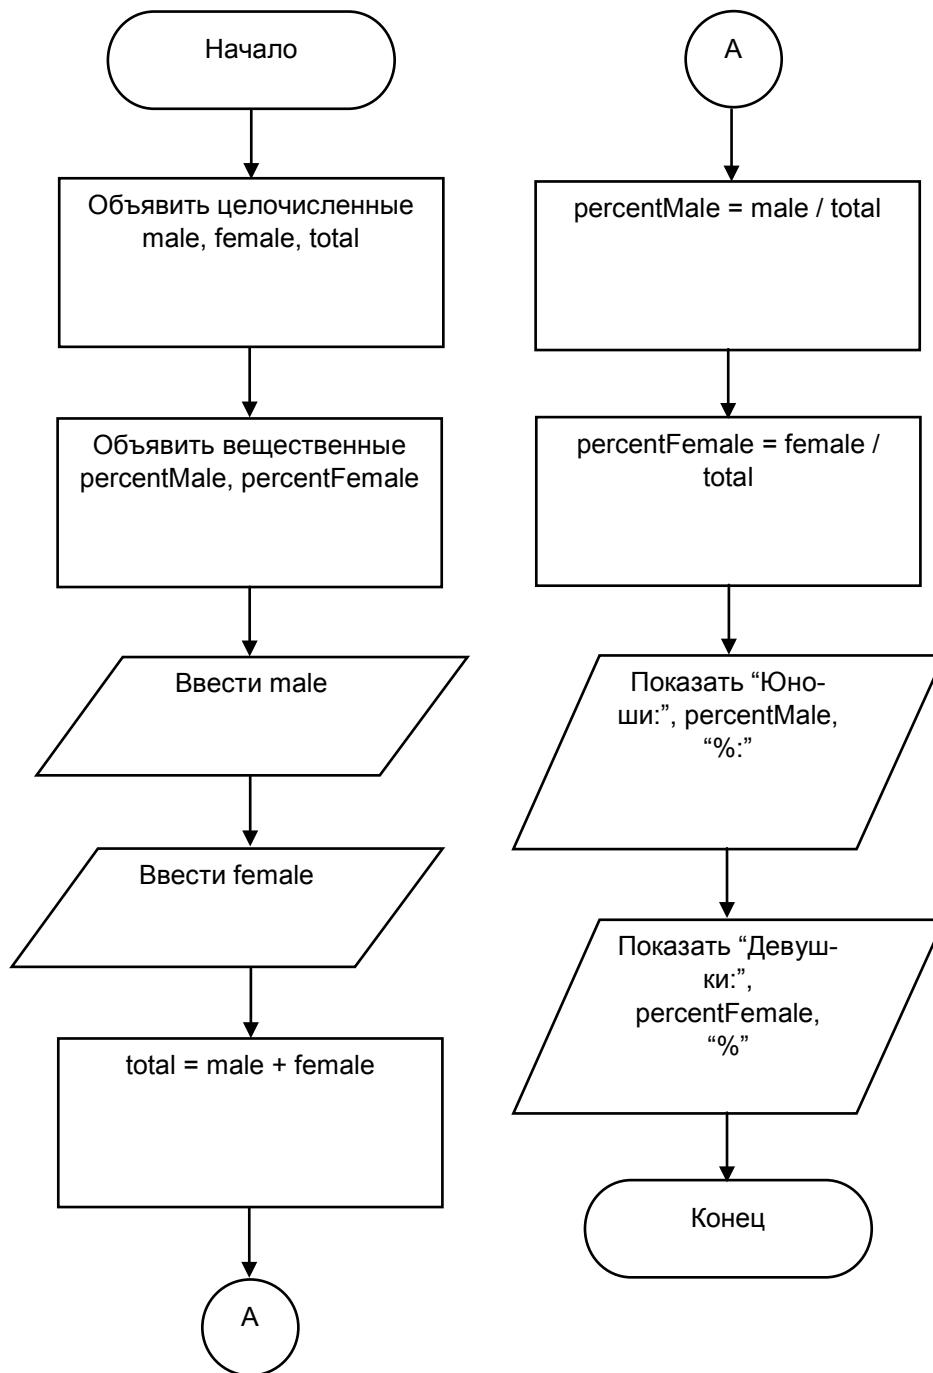 Начало
Объявить целочисленные
male, female, total
Объявить вещественные
percentMale, percentFemale
Ввести male
Ввести female
total = male + female
A
A
percentMale = male / total
percentFemale = female /
total
Показать “Юно-
ши:”, percentMale,
“%:”
Показать “Девуш-
ки:”,
percentFemale,
“%”
Конец